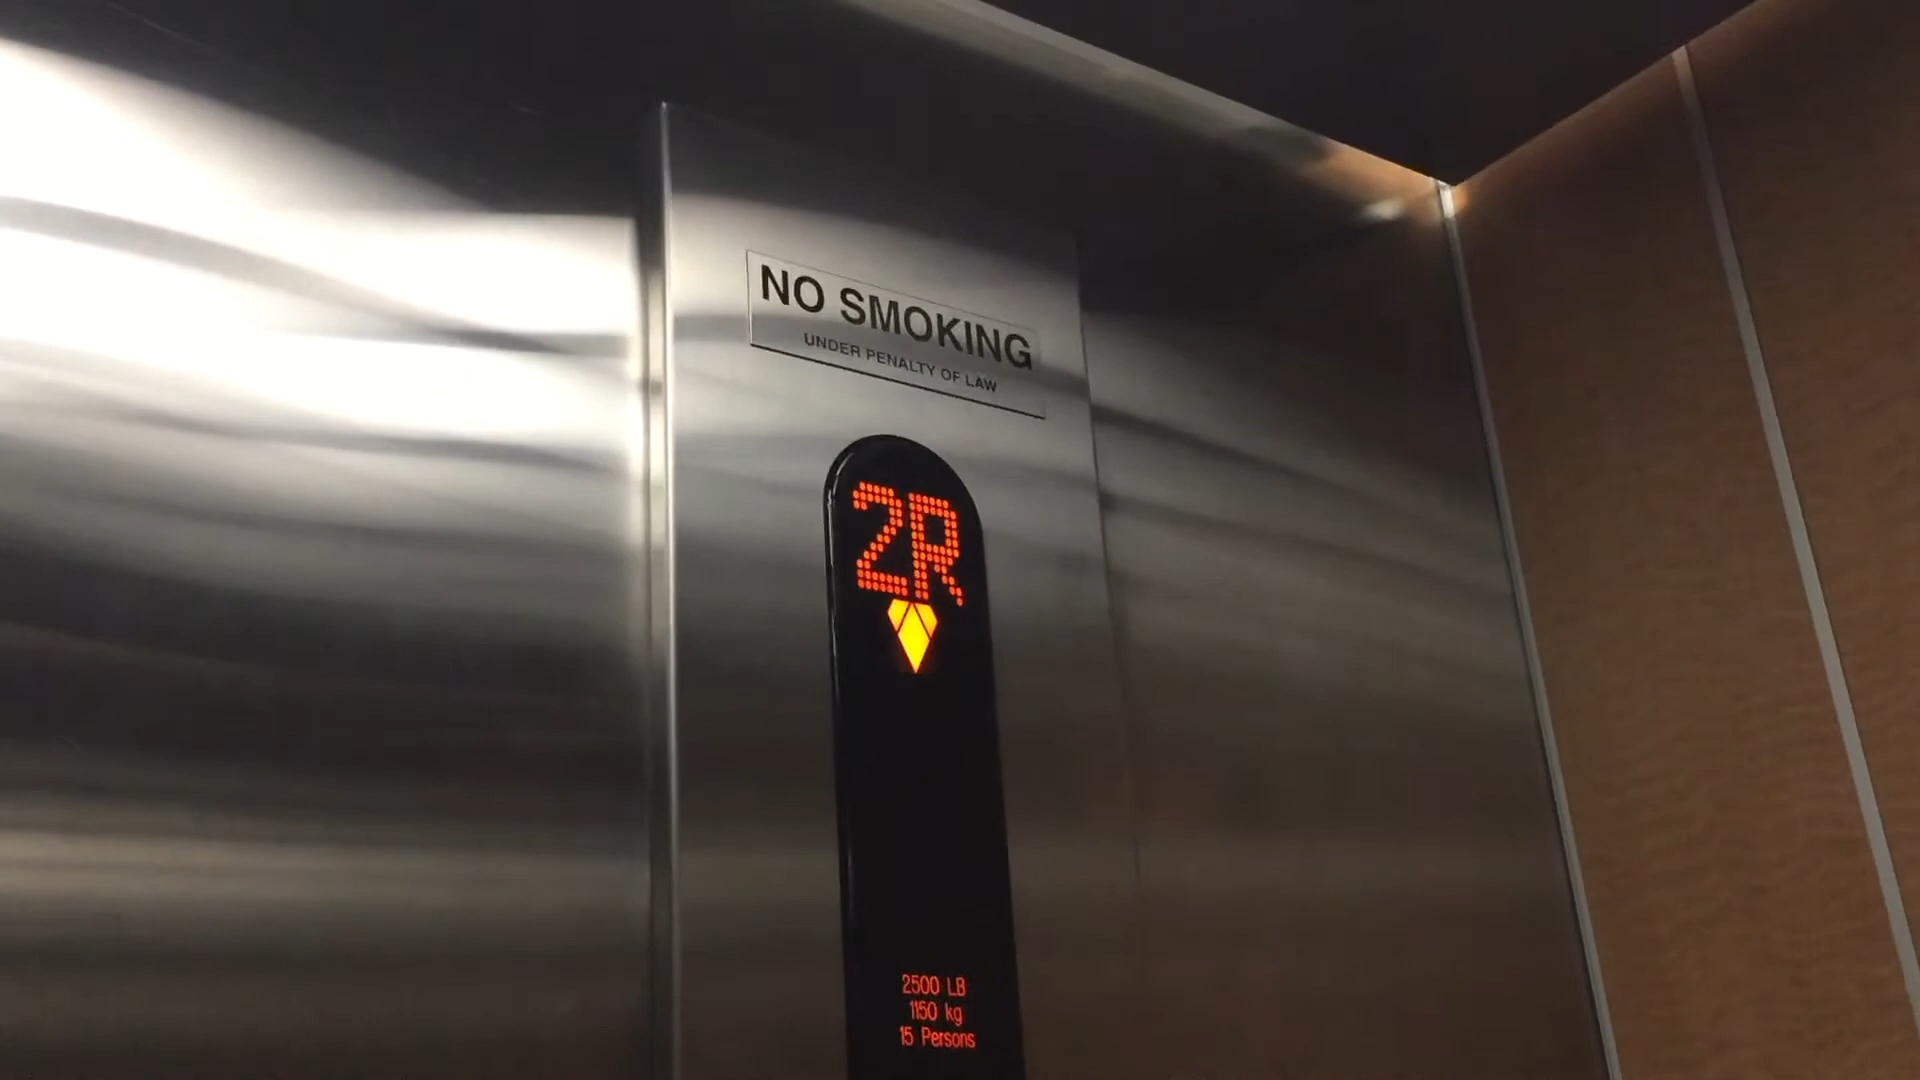 NO SMOKING
UNDER PENALTY OF LAW
2R
2500 LB
1150 kg
15 Persons